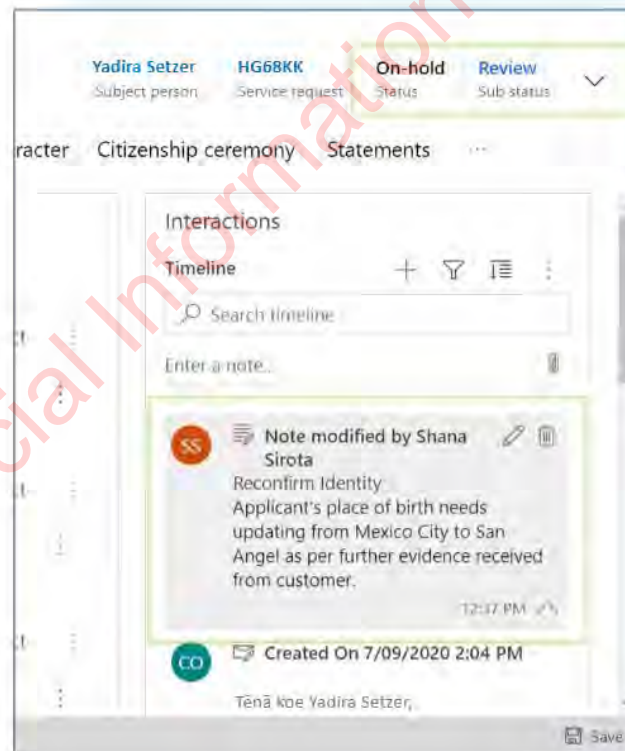 Yadira Setzer HG68KK On-hold Review
Subject person Service request Status Sub status
racter Citizenship ceremony Statements ...
Interactions
Timeline
Search timeline
Enter a note...
SS Note modified by Shana
Sirota
Reconfirm Identity
Applicant's place of birth needs
updating from Mexico City to San
Angel as per further evidence received
from customer.
12:37 PM
CO Created On 7/09/2020 2:04 PM
Tēnā koe Yadira Setzer,
Save
cial Information